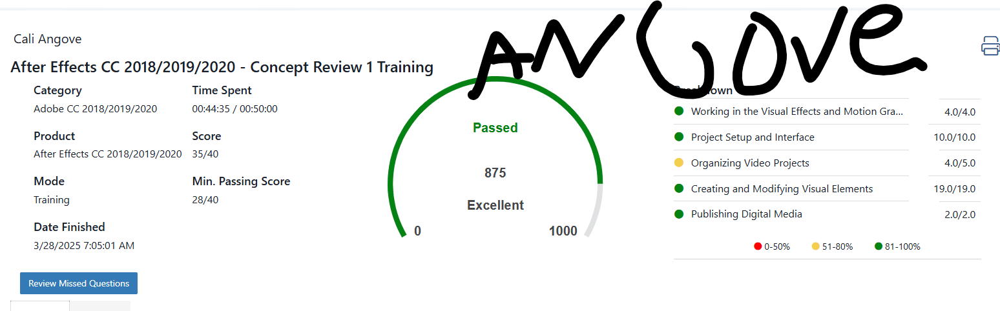 ANGOVE
Cali Angove
After Effects CC 2018/2019/2020 - Concept Review 1 Training
Category
Adobe CC 2018/2019/2020
Time Spent
00:44:35 / 00:50:00
Product
After Effects CC 2018/2019/2020
Score
35/40
Mode
Training
Min. Passing Score
28/40
Date Finished
3/28/2025 7:05:01 AM
Review Missed Questions
Passed
875
Excellent
0
1000
Breakdown
Working in the Visual Effects and Motion Gra... 4.0/4.0
Project Setup and Interface 10.0/10.0
Organizing Video Projects 4.0/5.0
Creating and Modifying Visual Elements 19.0/19.0
Publishing Digital Media 2.0/2.0
0-50% 51-80% 81-100%